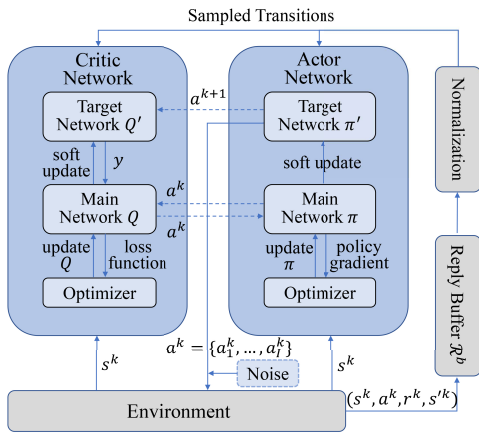 Sampled Transitions
Critic
Network
Actor
Network
Target
Network Q′
a^{k+1}
Target
Network π′
soft
update
y
soft update
Main
Network Q
a^k
a^k
Main
Network π
update
Q
loss
function
update
π
policy
gradient
Optimizer
Optimizer
Normalization
Reply Buffer ℛ^b
s^k
a^k = {a_1^k, …, a_I^k}
s^k
Noise
(s^k, a^k, r^k, s′^k)
Environment